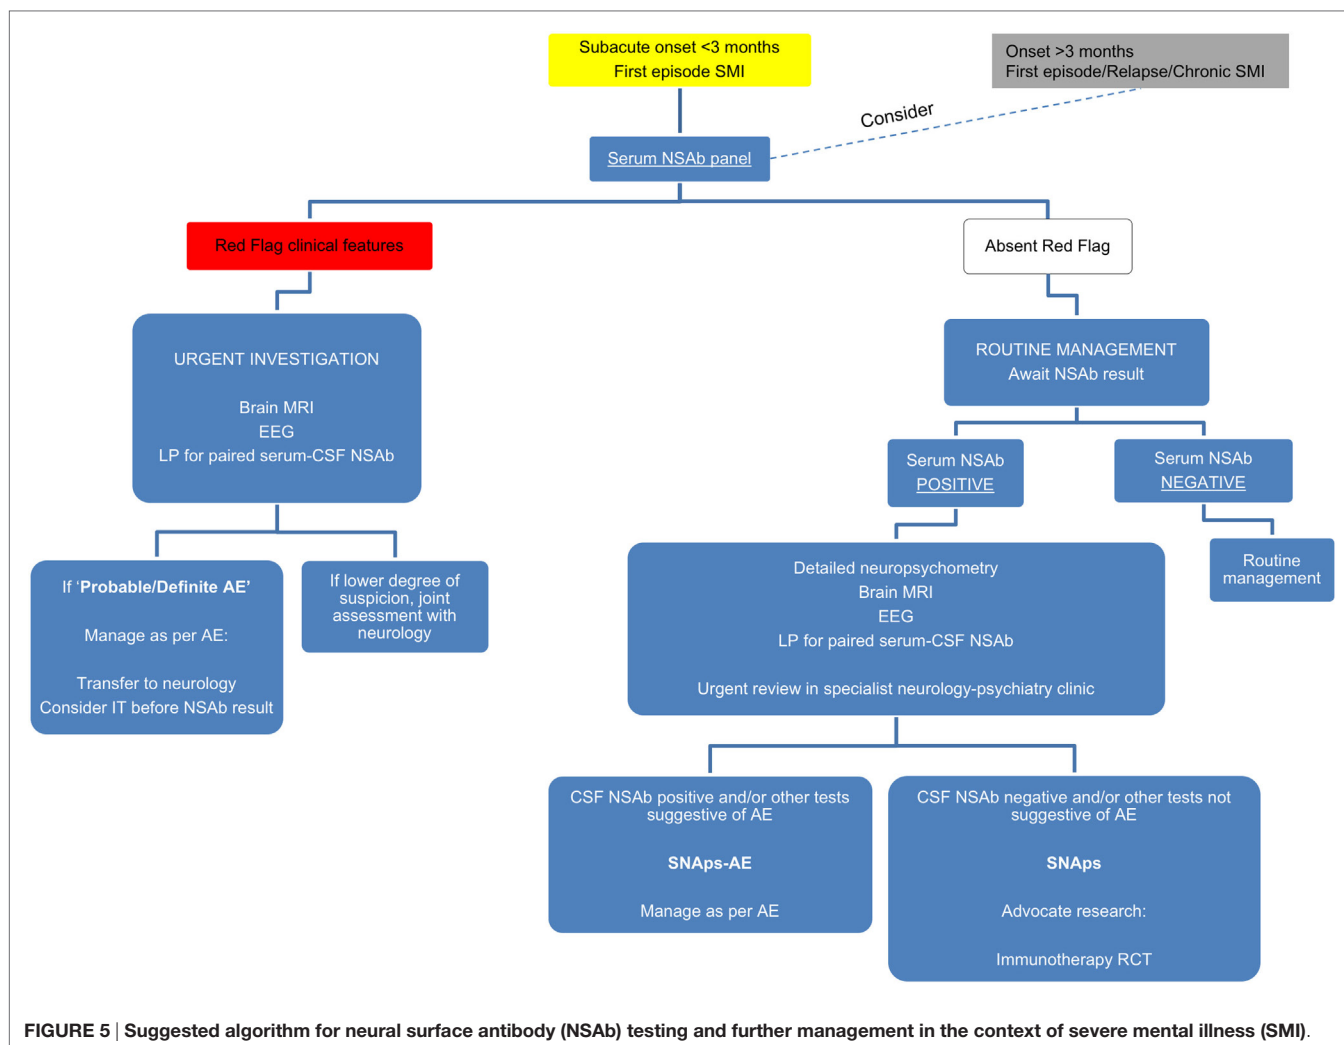 Subacute onset <3 months
First episode SMI
Onset >3 months
First episode/Relapse/Chronic SMI
Consider
Serum NSAb panel
Red Flag clinical features
Absent Red Flag
URGENT INVESTIGATION
Brain MRI
EEG
LP for paired serum-CSF NSAb
ROUTINE MANAGEMENT
Await NSAb result
Serum NSAb
POSITIVE
Serum NSAb
NEGATIVE
If ‘Probable/Definite AE’
Manage as per AE:
Transfer to neurology
Consider IT before NSAb result
If lower degree of
suspicion, joint
assessment with
neurology
Detailed neuropsychometry
Brain MRI
EEG
LP for paired serum-CSF NSAb
Urgent review in specialist neurology-psychiatry clinic
Routine
management
CSF NSAb positive and/or other tests
suggestive of AE
SNAps-AE
Manage as per AE
CSF NSAb negative and/or other tests not
suggestive of AE
SNAps
Advocate research:
Immunotherapy RCT
FIGURE 5 | Suggested algorithm for neural surface antibody (NSAb) testing and further management in the context of severe mental illness (SMI).